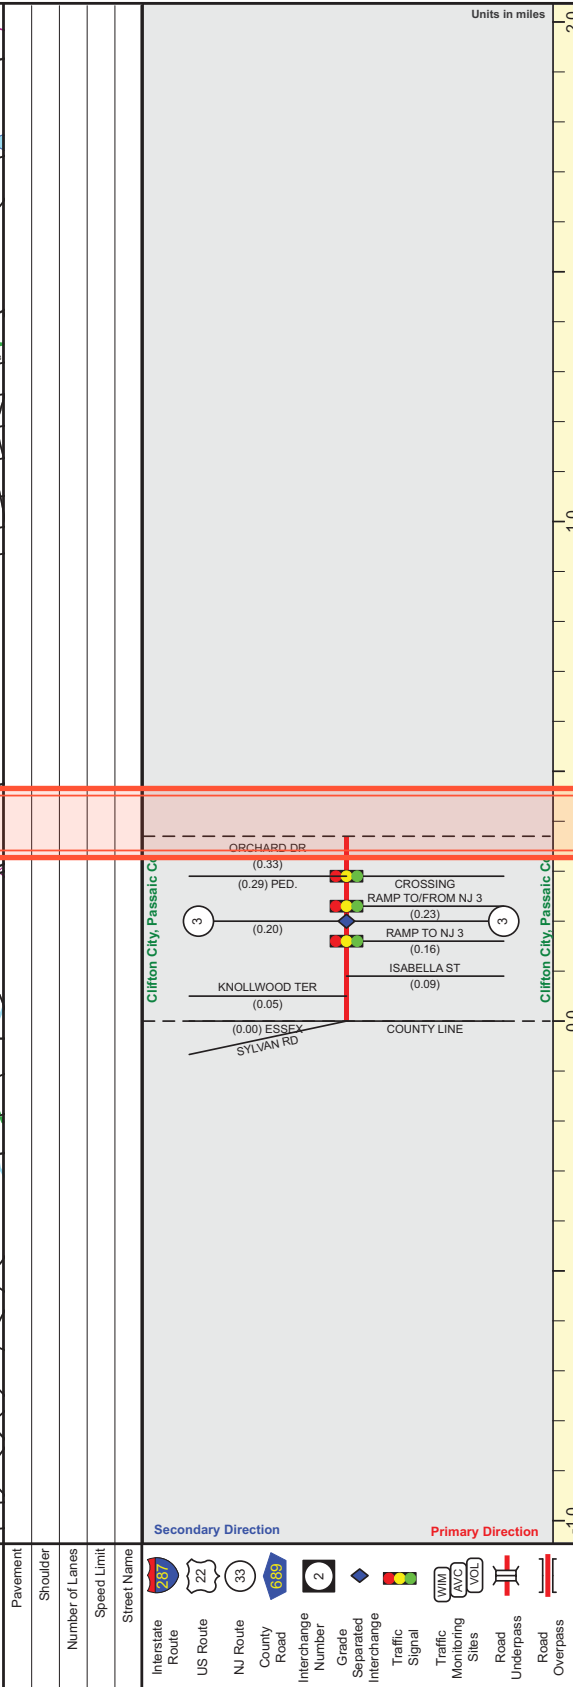 Units in miles
2.0
1.0
ORCHARD DR
(0.33)
(0.29) PED.
CROSSING
RAMP TO/FROM NJ 3
(0.23)
3
(0.20)
3
RAMP TO NJ 3
(0.16)
ISABELLA ST
(0.09)
KNOLLWOOD TER
(0.05)
Clifton City, Passaic Co
Clifton City, Passaic Co
(0.00) ESSEX
COUNTY LINE
SYLVAN RD
0.0
Secondary Direction
Primary Direction
-1.0
Pavement
Shoulder
Number of Lanes
Speed Limit
Street Name
287
Interstate
Route
22
US Route
33
NJ Route
689
County
Road
2
Interchange
Number
Grade
Separated
Interchange
Traffic
Signal
WIM
AVC
VOL
Traffic
Monitoring
Sites
Road
Underpass
Road
Overpass